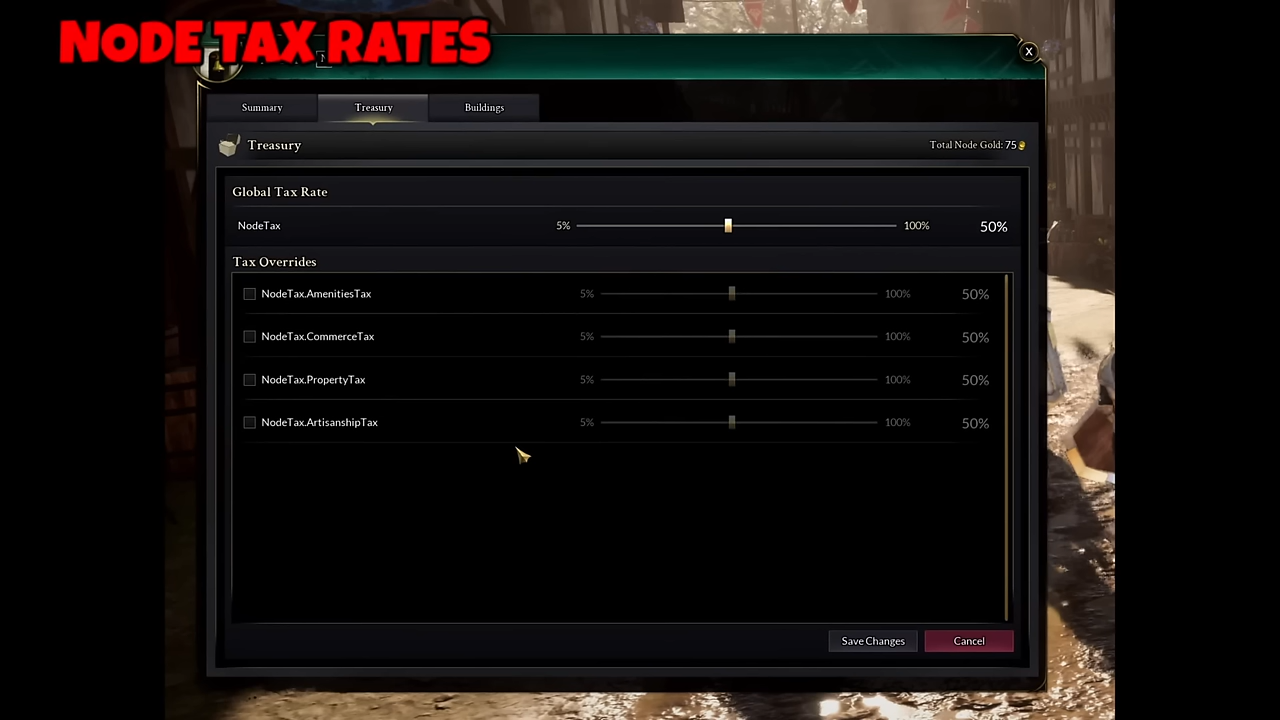 NODE TAX RATES
Summary
Treasury
Buildings
Treasury
Total Node Gold: 75
Global Tax Rate
NodeTax 5% 100% 50%
Tax Overrides
NodeTax.AmenitiesTax 5% 100% 50%
NodeTax.CommerceTax 5% 100% 50%
NodeTax.PropertyTax 5% 100% 50%
NodeTax.ArtisanshipTax 5% 100% 50%
Save Changes
Cancel